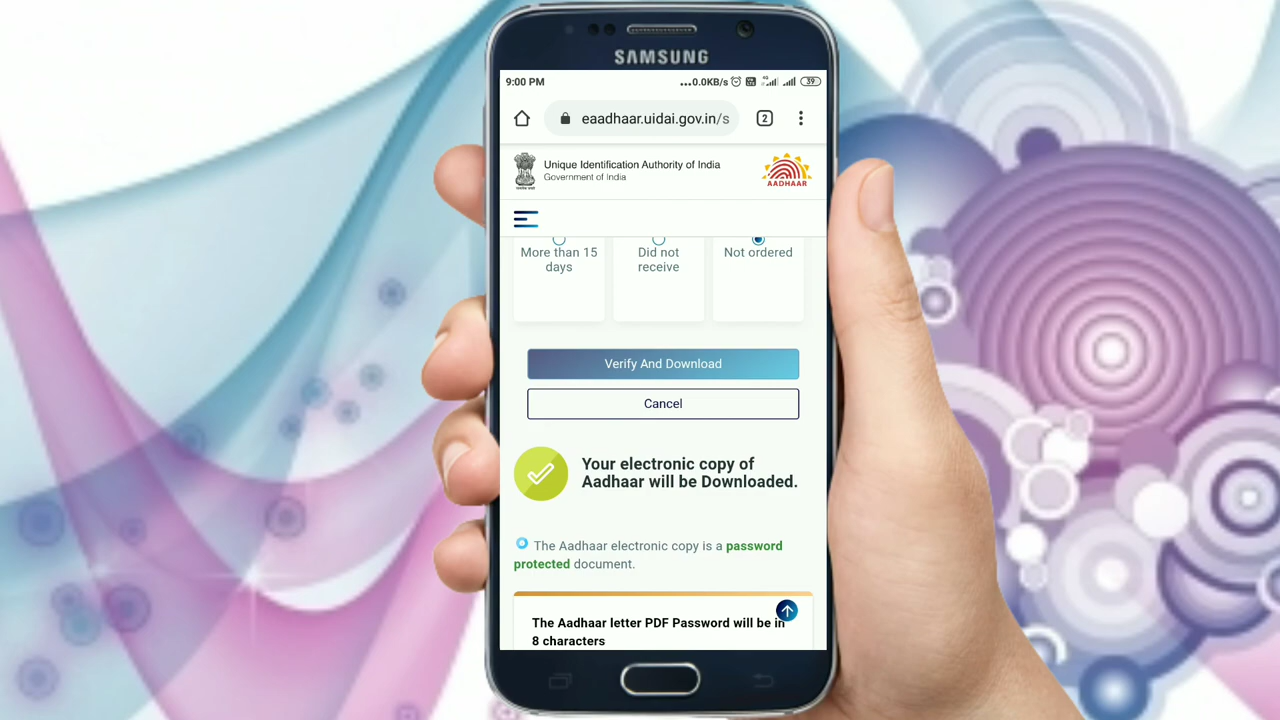 SAMSUNG
9:00 PM
...0.0KB/s
39
eaadhaar.uidai.gov.in/s
2
Unique Identification Authority of India
Government of India
AADHAAR
More than 15
days
Did not
receive
Not ordered
Verify And Download
Cancel
Your electronic copy of
Aadhaar will be Downloaded.
The Aadhaar electronic copy is a password
protected document.
The Aadhaar letter PDF Password will be in
8 characters